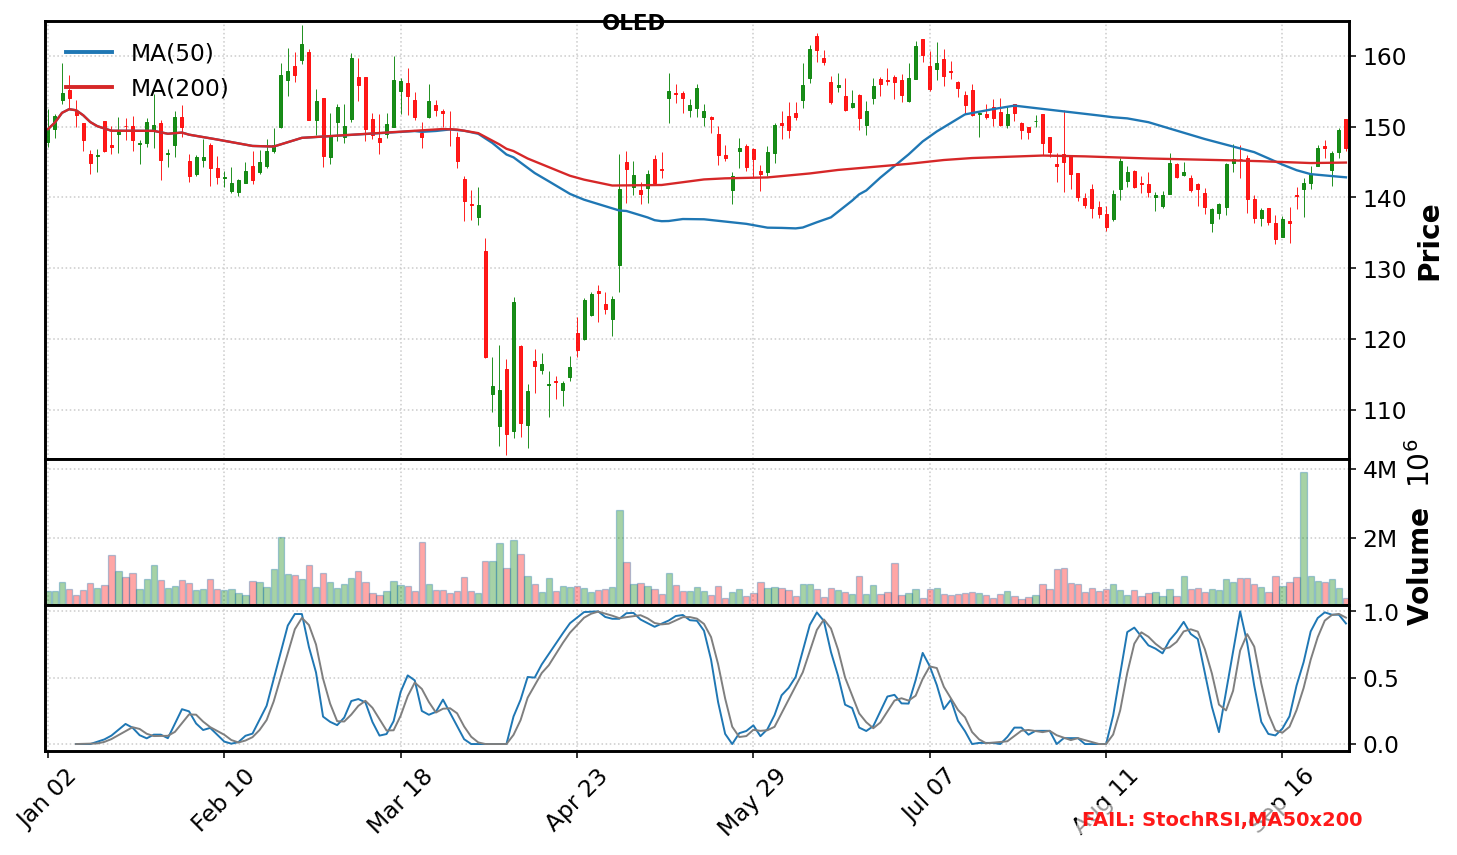 OLED
MA(50)
MA(200)
160
150
140
130
120
110
Price
4M
2M
Volume 10^6
1.0
0.5
0.0
Jan 02
Feb 10
Mar 18
Apr 23
May 29
Jul 07
Aug 11
Sep 16
FAIL: StochRSI,MA50x200